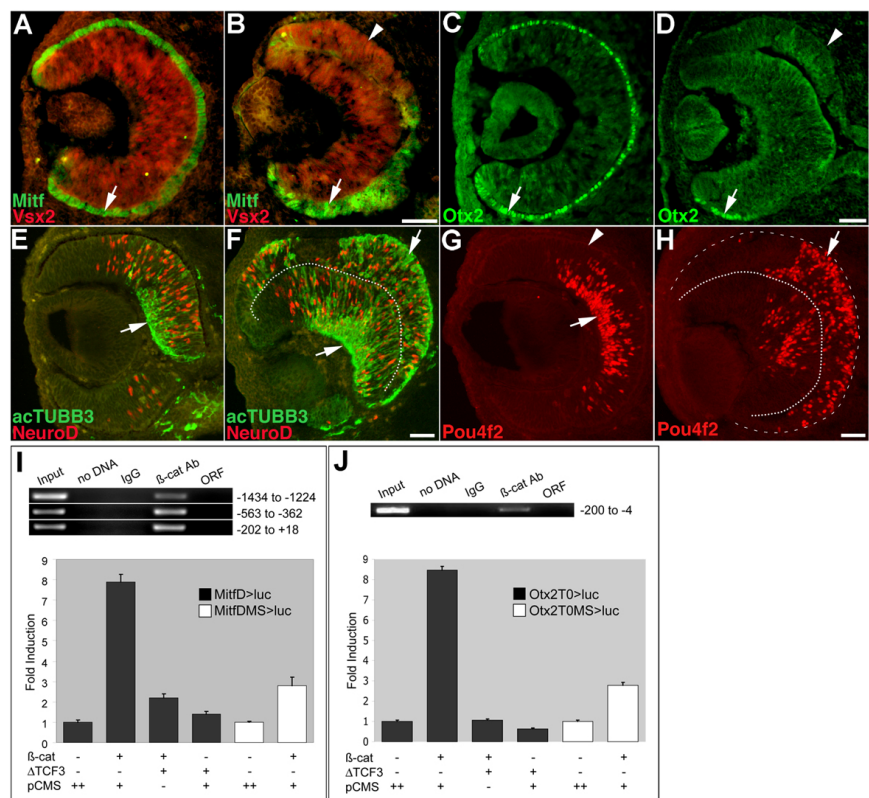 A
B
C
D
Mitf
Vsx2
Mitf
Vsx2
Otx2
Otx2
E
F
G
H
acTUBB3
NeuroD
acTUBB3
NeuroD
Pou4f2
Pou4f2
I
Input no DNA IgG ß-cat Ab ORF
-1434 to -1224
-563 to -362
-202 to +18
9
8
7
6
5
4
3
2
1
0
Fold Induction
MitfD>luc
MitfDMS>luc
ß-cat - + + + - +
ΔTCF3 - - + + - -
pCMS ++ + - + ++ +
J
Input no DNA IgG ß-cat Ab ORF
-200 to -4
9
8
7
6
5
4
3
2
1
0
Fold Induction
Otx2T0>luc
Otx2T0MS>luc
ß-cat - + + - - +
ΔTCF3 - - + + - -
pCMS ++ + - + ++ +